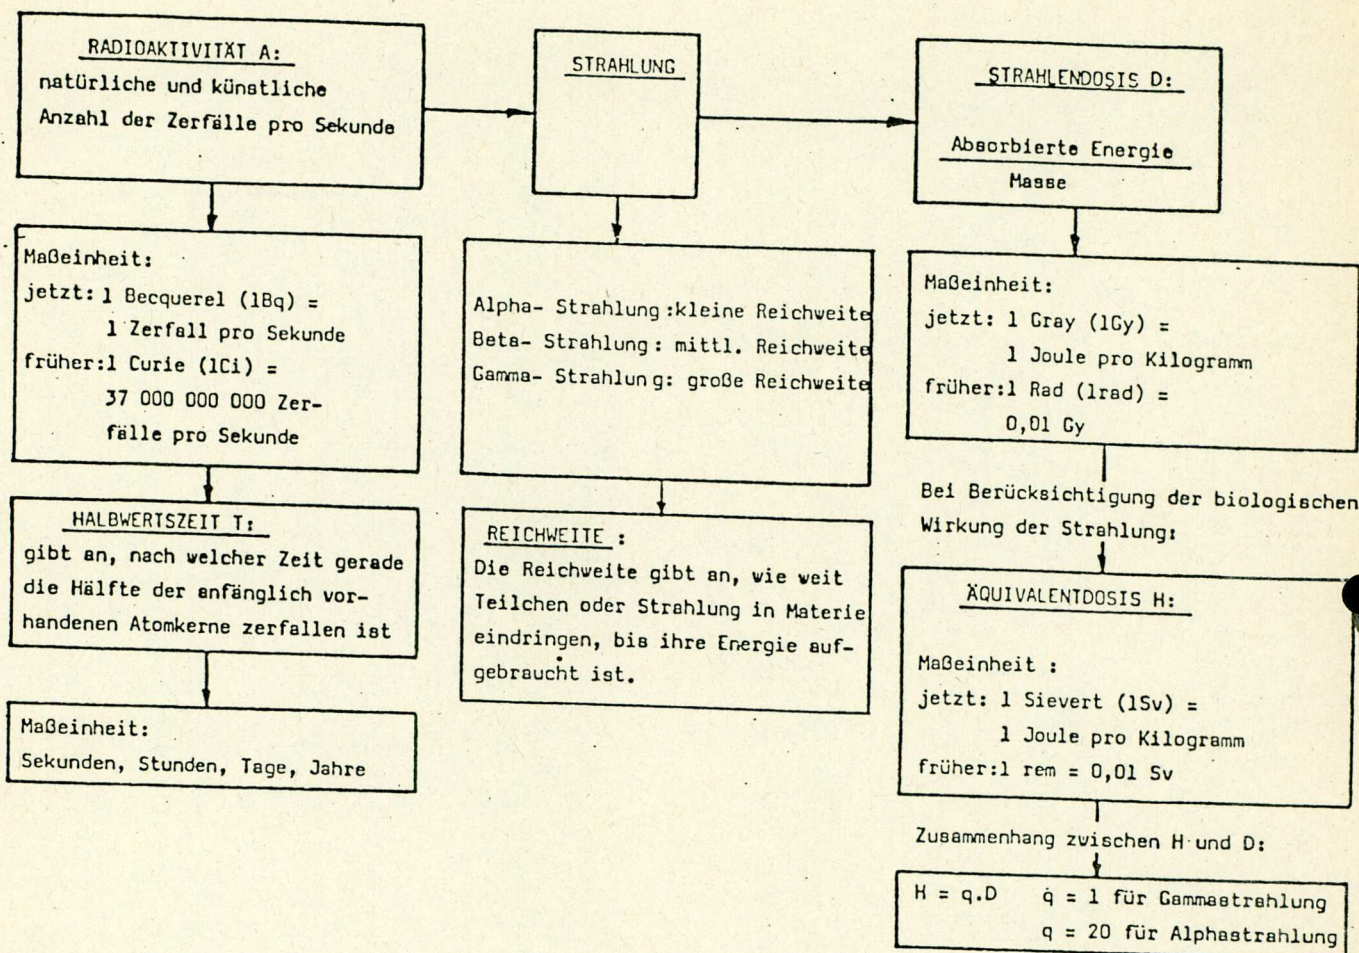 RADIOAKTIVITÄT A:
natürliche und künstliche
Anzahl der Zerfälle pro Sekunde
STRAHLUNG
STRAHLENDOSIS D:
Absorbierte Energie
Masse
Maßeinheit:
jetzt: 1 Becquerel (1Bq) =
1 Zerfall pro Sekunde
früher:1 Curie (1Ci) =
37 000 000 000 Zer-
fälle pro Sekunde
Alpha- Strahlung :kleine Reichweite
Beta- Strahlung : mittl. Reichweite
Gamma- Strahlung: große Reichweite
Maßeinheit:
jetzt: 1 Gray (1Gy) =
1 Joule pro Kilogramm
früher:1 Rad (1rad) =
0,01 Gy
HALBWERTSZEIT T:
gibt an, nach welcher Zeit gerade
die Hälfte der anfänglich vor-
handenen Atomkerne zerfallen ist
REICHWEITE :
Die Reichweite gibt an, wie weit
Teilchen oder Strahlung in Materie
eindringen, bis ihre Energie auf-
gebraucht ist.
Bei Berücksichtigung der biologischen
Wirkung der Strahlung:
ÄQUIVALENTDOSIS H:
Maßeinheit :
jetzt: 1 Sievert (1Sv) =
1 Joule pro Kilogramm
früher:1 rem = 0,01 Sv
Maßeinheit:
Sekunden, Stunden, Tage, Jahre
Zusammenhang zwischen H und D:
H = q.D q = 1 für Gammastrahlung
q = 20 für Alphastrahlung